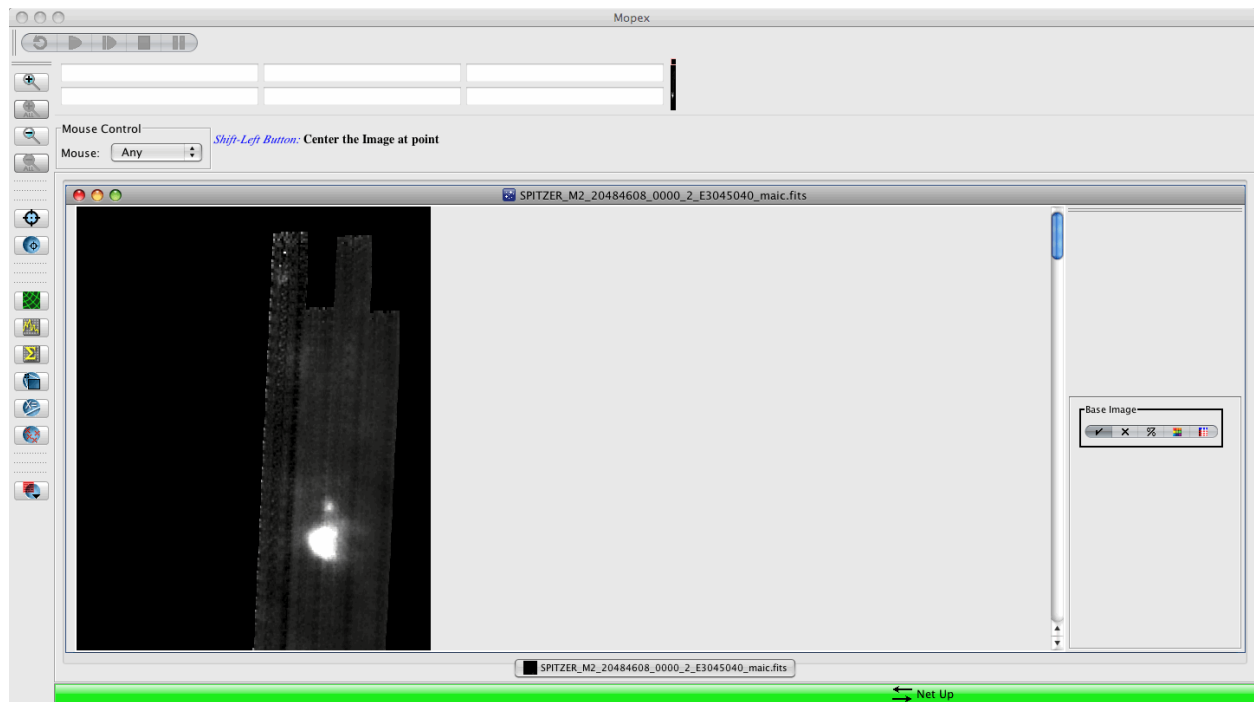 Mopex
Mouse Control
Mouse: Any
Shift-Left Button: Center the Image at point
SPITZER_M2_20484608_0000_2_E3045040_maic.fits
Base Image
SPITZER_M2_20484608_0000_2_E3045040_maic.fits
Net Up